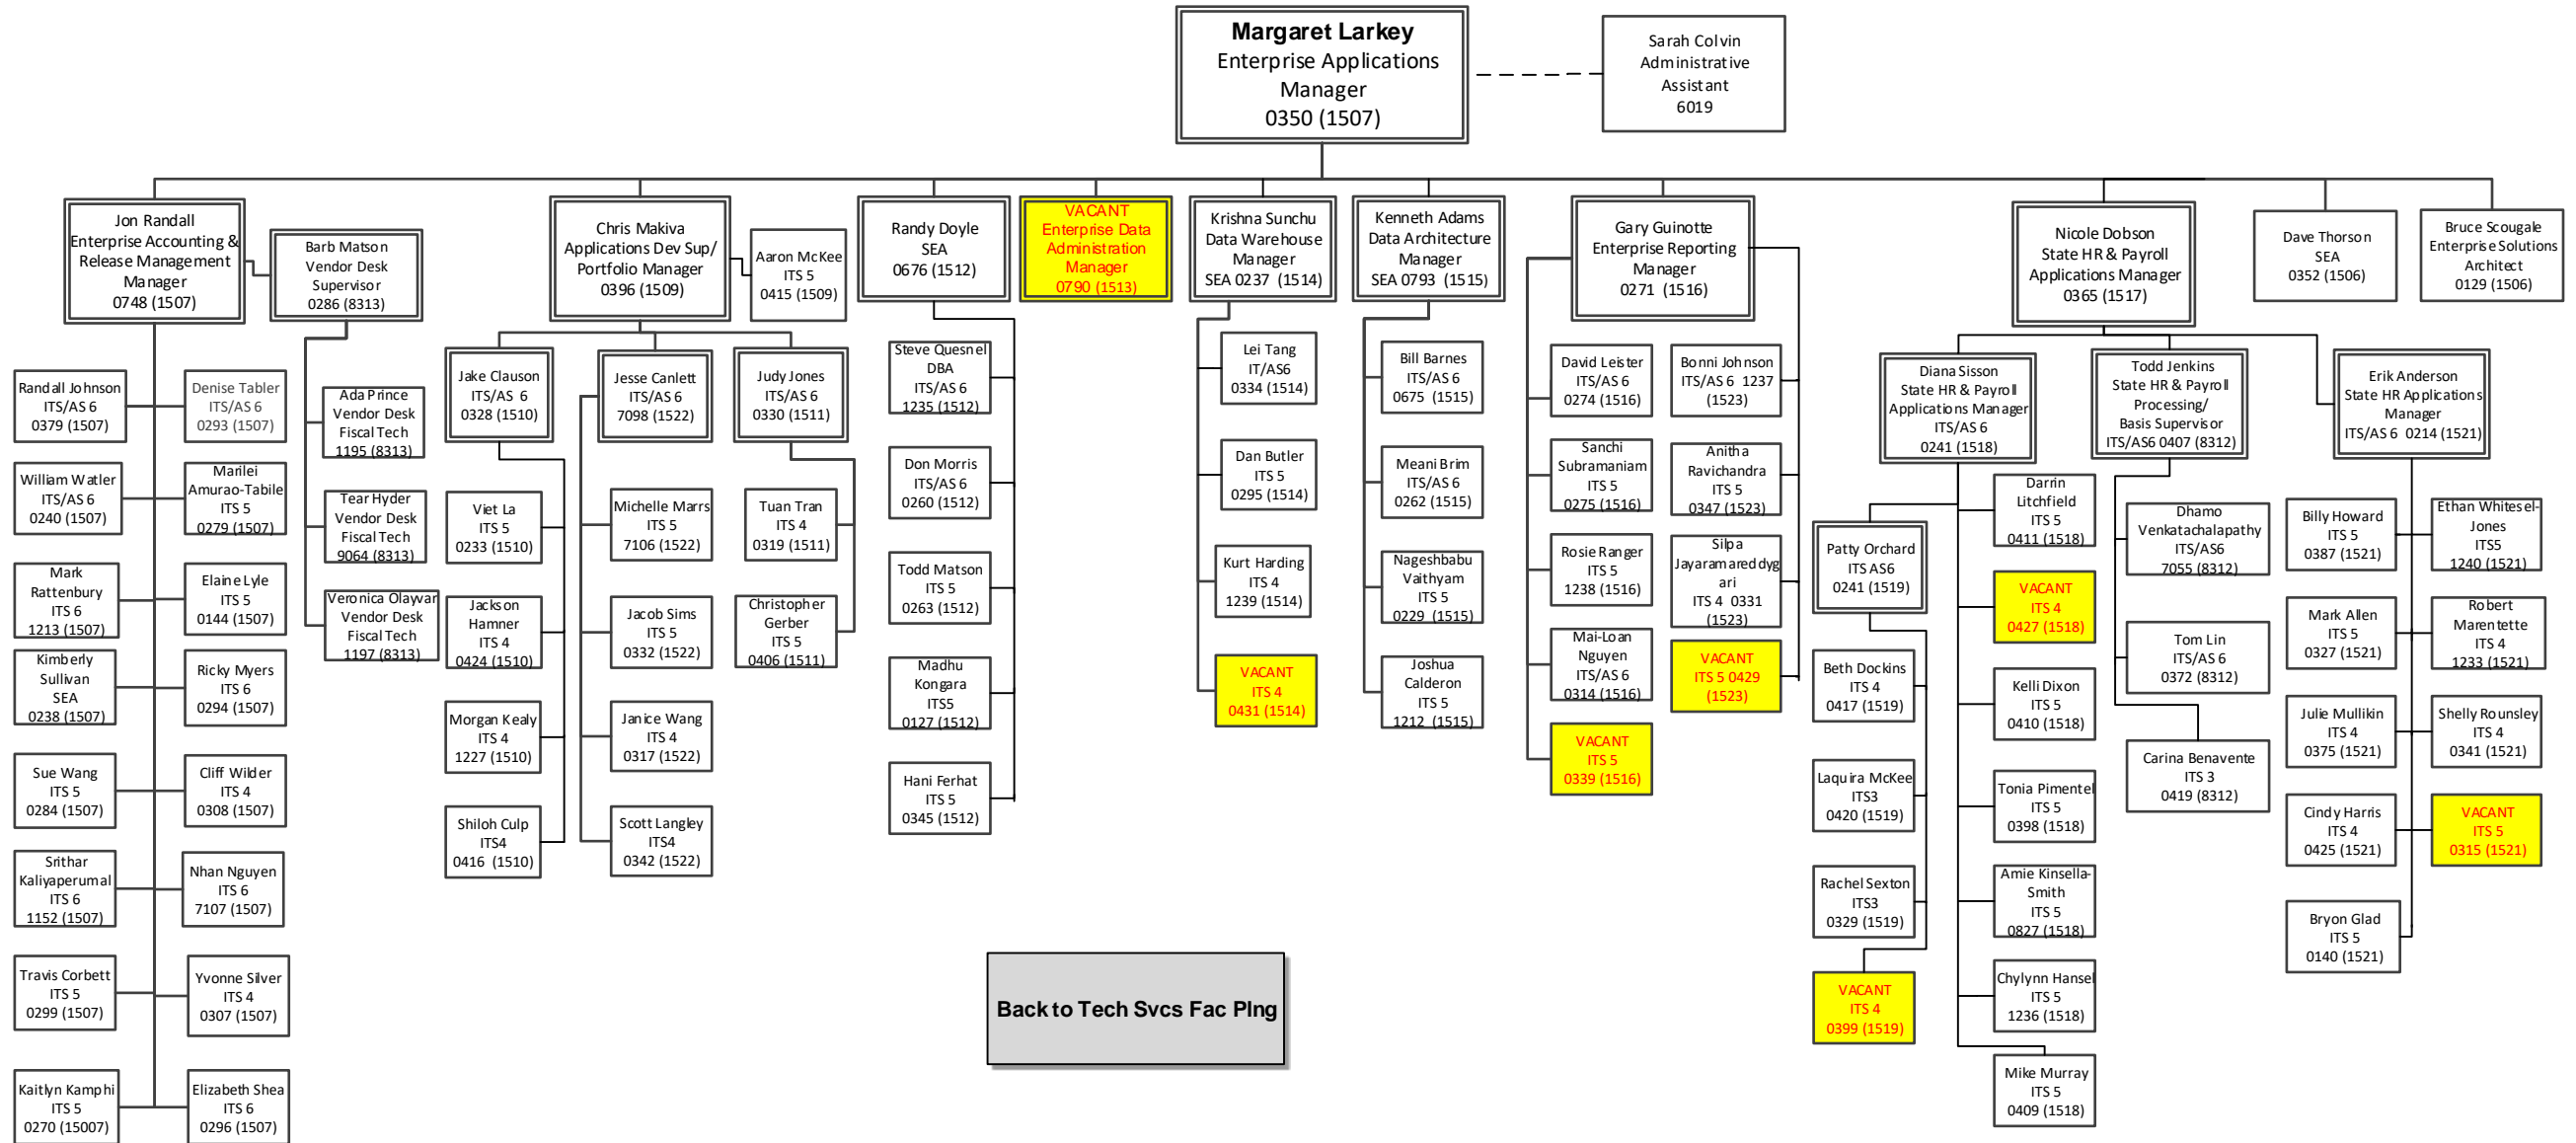 Margaret Larkey
Enterprise Applications
Manager
0350 (1507)
Sarah Colvin
Administrative
Assistant
6019
Jon Randall
Enterprise Accounting &
Release Management
Manager
0748 (1507)
Barb Matson
Vendor Desk
Supervisor
0286 (8313)
Chris Makiva
Applications Dev Sup/
Portfolio Manager
0396 (1509)
Aaron McKee
ITS 5
0415 (1509)
Randy Doyle
SEA
0676 (1512)
VACANT
Enterprise Data
Administration
Manager
0790 (1513)
Krishna Sunchu
Data Warehouse
Manager
SEA 0237 (1514)
Kenneth Adams
Data Architecture
Manager
SEA 0793 (1515)
Gary Guinotte
Enterprise Reporting
Manager
0271 (1516)
Nicole Dobson
State HR & Payroll
Applications Manager
0365 (1517)
Dave Thorson
SEA
0352 (1506)
Bruce Scougale
Enterprise Solutions
Architect
0129 (1506)
Randall Johnson
ITS/AS 6
0379 (1507)
Denise Tabler
ITS/AS 6
0293 (1507)
William Watler
ITS/AS 6
0240 (1507)
Marilei
Amurao-Tabile
ITS 5
0279 (1507)
Mark
Rattenbury
ITS 6
1213 (1507)
Elaine Lyle
ITS 5
0144 (1507)
Kimberly
Sullivan
SEA
0238 (1507)
Ricky Myers
ITS 6
0294 (1507)
Sue Wang
ITS 5
0284 (1507)
Cliff Wilder
ITS 4
0308 (1507)
Srithar
Kaliyaperumal
ITS 6
1152 (1507)
Nhan Nguyen
ITS 6
7107 (1507)
Travis Corbett
ITS 5
0299 (1507)
Yvonne Silver
ITS 4
0307 (1507)
Kaitlyn Kamphi
ITS 5
0270 (15007)
Elizabeth Shea
ITS 6
0296 (1507)
Ada Prince
Vendor Desk
Fiscal Tech
1195 (8313)
Tear Hyder
Vendor Desk
Fiscal Tech
9064 (8313)
Veronica Olayvar
Vendor Desk
Fiscal Tech
1197 (8313)
Jake Clauson
ITS/AS 6
0328 (1510)
Jesse Canlett
ITS/AS 6
7098 (1522)
Judy Jones
ITS/AS 6
0330 (1511)
Viet La
ITS 5
0233 (1510)
Jackson
Hamner
ITS 4
0424 (1510)
Morgan Kealy
ITS 4
1227 (1510)
Shiloh Culp
ITS4
0416 (1510)
Michelle Marrs
ITS 5
7106 (1522)
Jacob Sims
ITS 5
0332 (1522)
Janice Wang
ITS 4
0317 (1522)
Scott Langley
ITS4
0342 (1522)
Tuan Tran
ITS 4
0319 (1511)
Christopher
Gerber
ITS 5
0406 (1511)
Steve Quesnel
DBA
ITS/AS 6
1235 (1512)
Don Morris
ITS/AS 6
0260 (1512)
Todd Matson
ITS 5
0263 (1512)
Madhu
Kongara
ITS5
0127 (1512)
Hani Ferhat
ITS 5
0345 (1512)
Lei Tang
IT/AS6
0334 (1514)
Dan Butler
ITS 5
0295 (1514)
Kurt Harding
ITS 4
1239 (1514)
VACANT
ITS 4
0431 (1514)
Bill Barnes
ITS/AS 6
0675 (1515)
Meani Brim
ITS/AS 6
0262 (1515)
Nageshbabu
Vaithyam
ITS 5
0229 (1515)
Joshua
Calderon
ITS 5
1212 (1515)
David Leister
ITS/AS 6
0274 (1516)
Sanchi
Subramaniam
ITS 5
0275 (1516)
Rosie Ranger
ITS 5
1238 (1516)
Mai-Loan
Nguyen
ITS/AS 6
0314 (1516)
VACANT
ITS 5
0339 (1516)
Bonni Johnson
ITS/AS 6 1237
(1523)
Anitha
Ravichandra
ITS 5
0347 (1523)
Silpa
Jayaramareddyg
ari
ITS 4 0331
(1523)
VACANT
ITS 5 0429
(1523)
Diana Sisson
State HR & Payroll
Applications Manager
ITS/AS 6
0241 (1518)
Todd Jenkins
State HR & Payroll
Processing/
Basis Supervisor
ITS/AS6 0407 (8312)
Erik Anderson
State HR Applications
Manager
ITS/AS 6 0214 (1521)
Patty Orchard
ITS AS6
0241 (1519)
Beth Dockins
ITS 4
0417 (1519)
Laquira McKee
ITS3
0420 (1519)
Rachel Sexton
ITS3
0329 (1519)
VACANT
ITS 4
0399 (1519)
Darrin
Litchfield
ITS 5
0411 (1518)
VACANT
ITS 4
0427 (1518)
Kelli Dixon
ITS 5
0410 (1518)
Tonia Pimentel
ITS 5
0398 (1518)
Amie Kinsella-
Smith
ITS 5
0827 (1518)
Chylynn Hansel
ITS 5
1236 (1518)
Mike Murray
ITS 5
0409 (1518)
Dhamo
Venkatachalapathy
ITS/AS6
7055 (8312)
Tom Lin
ITS/AS 6
0372 (8312)
Carina Benavente
ITS 3
0419 (8312)
Billy Howard
ITS 5
0387 (1521)
Ethan Whitesel-
Jones
ITS5
1240 (1521)
Mark Allen
ITS 5
0327 (1521)
Robert
Marentette
ITS 4
1233 (1521)
Julie Mullikin
ITS 4
0375 (1521)
Shelly Rounsley
ITS 4
0341 (1521)
Cindy Harris
ITS 4
0425 (1521)
VACANT
ITS 5
0315 (1521)
Bryon Glad
ITS 5
0140 (1521)
Back to Tech Svcs Fac Plng